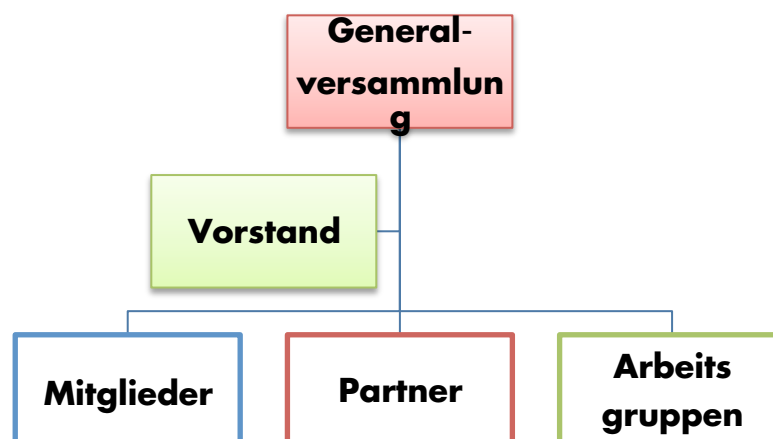 General-
versammlun
g
Vorstand
Mitglieder
Partner
Arbeits
gruppen